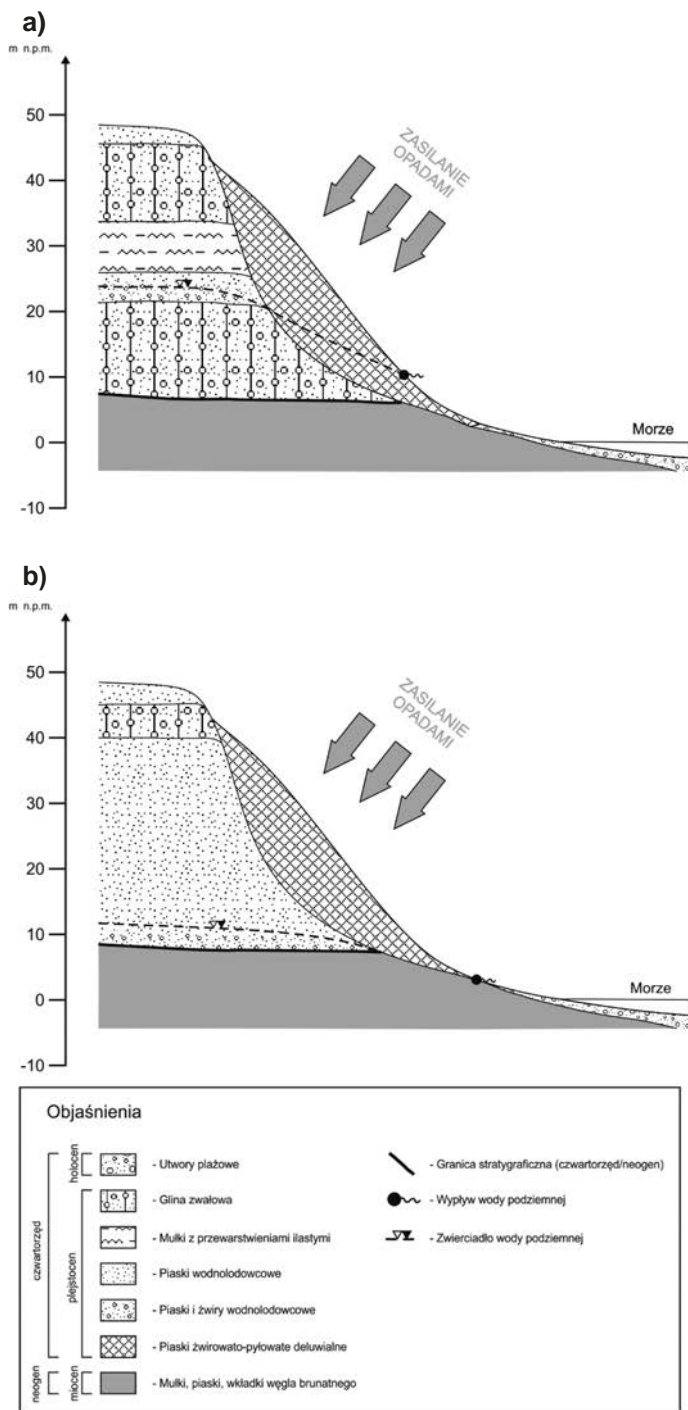 a)
m n.p.m.
50
40
30
20
10
0
-10
ZASILANIE
OPADAMI
Morze
b)
m n.p.m.
50
40
30
20
10
0
-10
ZASILANIE
OPADAMI
Morze
Objaśnienia
czwartorzęd
holocen
- Utwory plażowe
plejstocen
- Glina zwałowa
- Mułki z przewarstwieniami ilastymi
- Piaski wodnolodowcowe
- Piaski i żwiry wodnolodowcowe
- Piaski żwirowato-pyłowate deluwialne
neogen
miocen
- Mułki, piaski, wkładki węgla brunatnego
- Granica stratygraficzna (czwartorzęd/neogen)
- Wypływ wody podziemnej
- Zwierciadło wody podziemnej